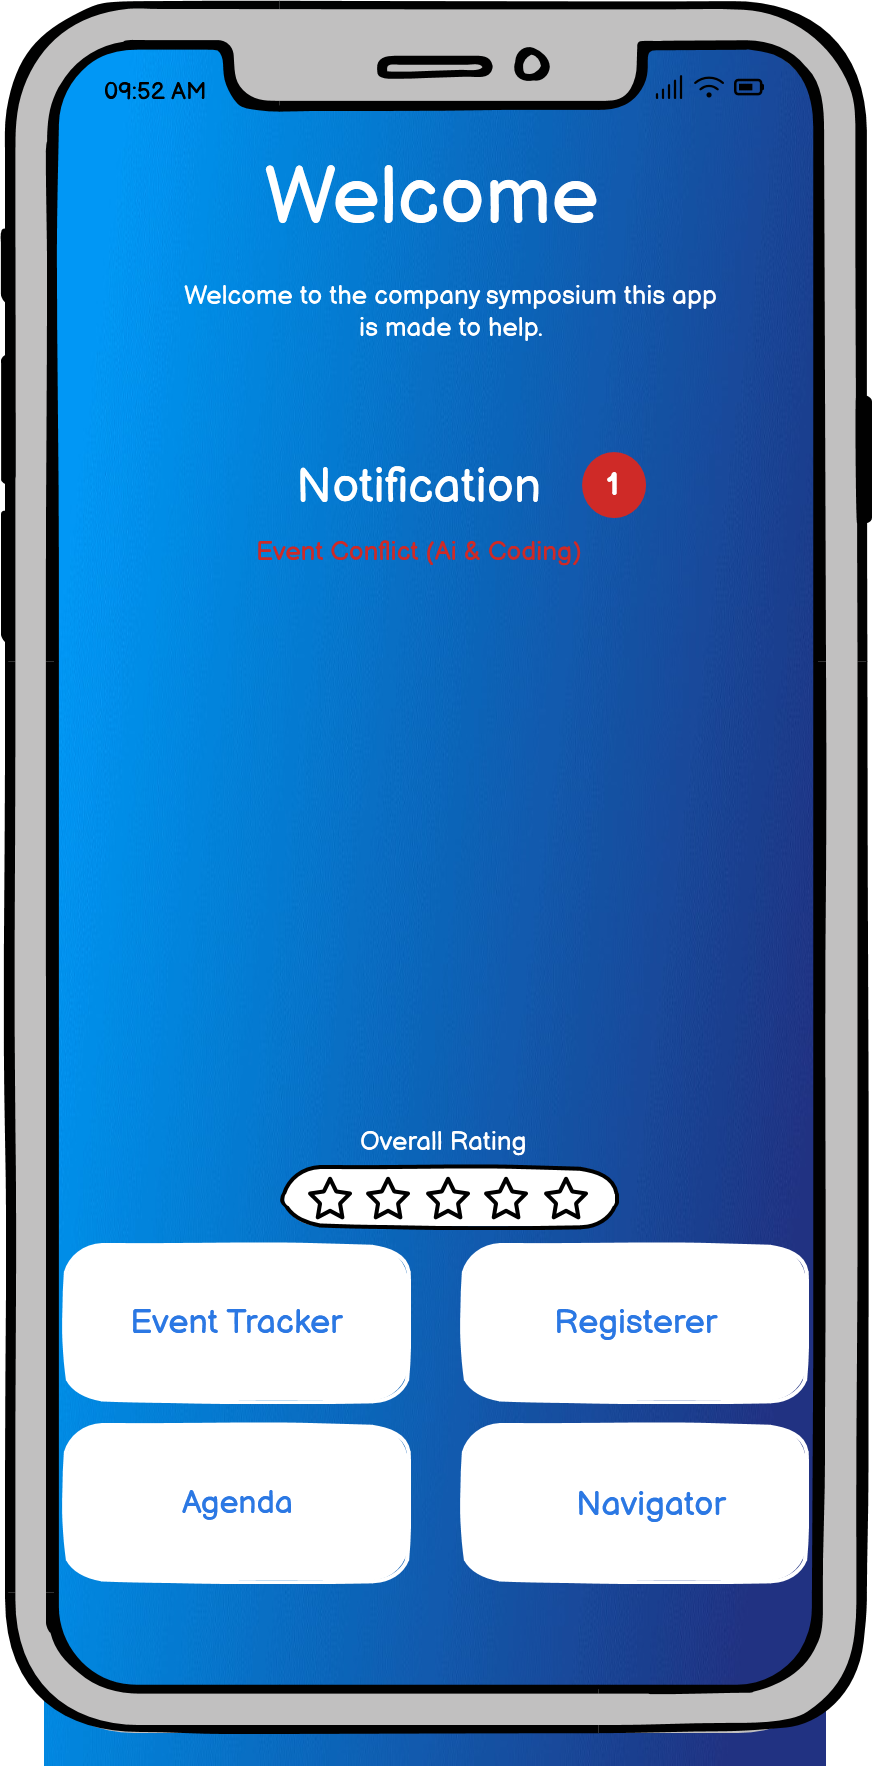 09:52 AM
Welcome
Welcome to the company symposium this app
is made to help.
Notification 1
Event Conflict (Ai & Coding)
Overall Rating
Event Tracker
Registerer
Agenda
Navigator